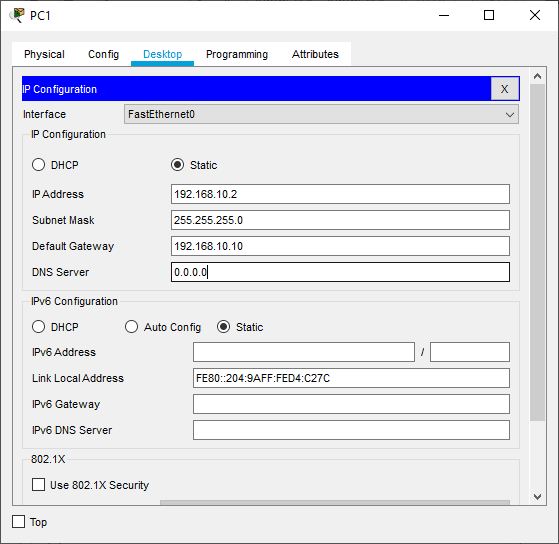 PC1
Physical Config Desktop Programming Attributes
IP Configuration X
Interface FastEthernet0
IP Configuration
DHCP Static
IP Address 192.168.10.2
Subnet Mask 255.255.255.0
Default Gateway 192.168.10.10
DNS Server 0.0.0.0
IPv6 Configuration
DHCP Auto Config Static
IPv6 Address /
Link Local Address FE80::204:9AFF:FED4:C27C
IPv6 Gateway
IPv6 DNS Server
802.1X
Use 802.1X Security
Top